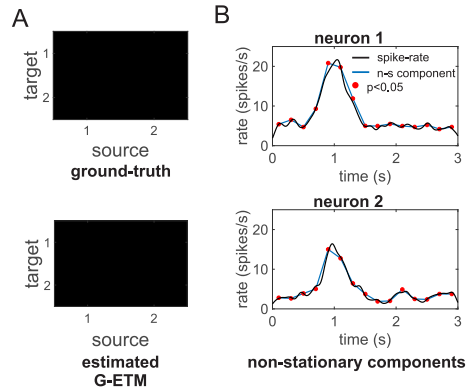 A
target
1
2
1 2
source
ground-truth
target
1
2
1 2
source
estimated
G-ETM
B
neuron 1
spike-rate
n-s component
p<0.05
rate (spikes/s)
20
10
0
0 1 2 3
time (s)
neuron 2
rate (spikes/s)
20
10
0
0 1 2 3
time (s)
non-stationary components